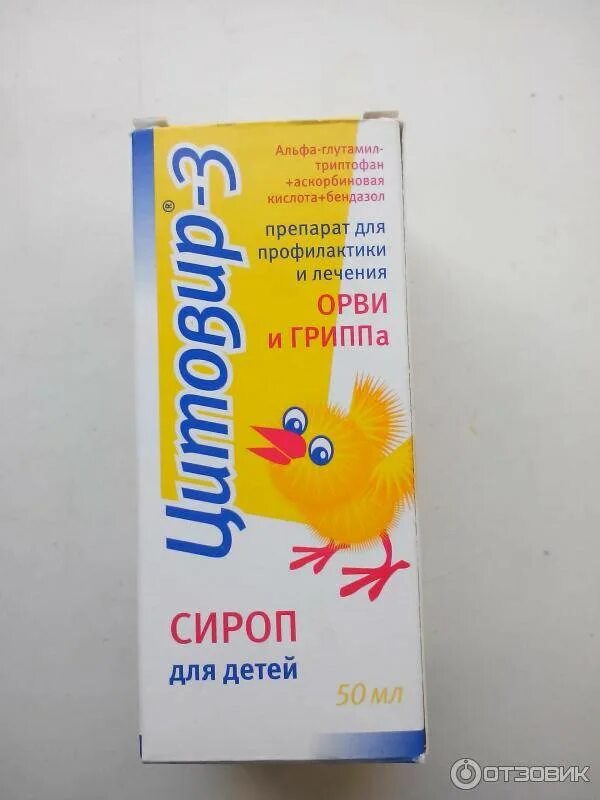 Цитовир®-3
Альфа-глутамил-
триптофан
+аскорбиновая
кислота+бендазол
препарат для
профилактики
и лечения
ОРВИ
и ГРИППа
СИРОП
для детей
50 мл
ОТЗОВИК